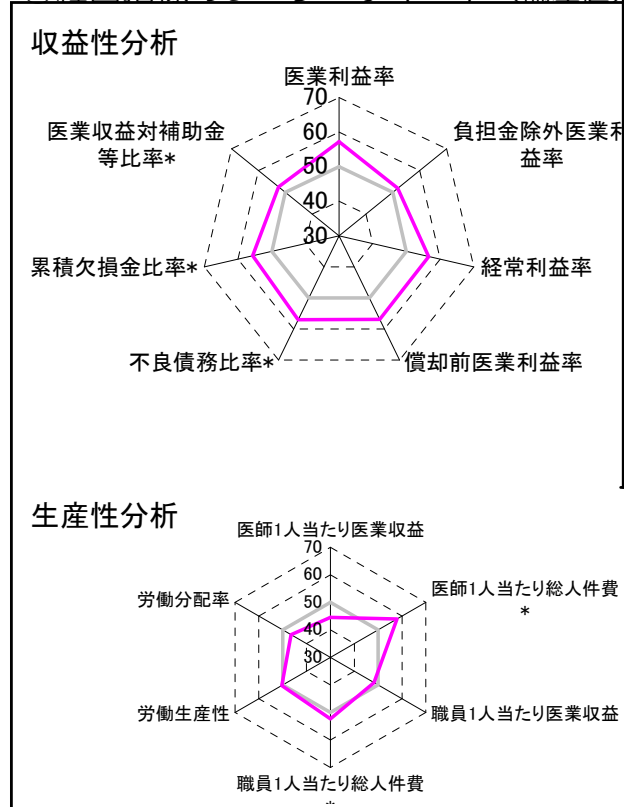 収益性分析
医業利益率
70
60
50
40
30
医業収益対補助金
等比率*
負担金除外医業利
益率
累積欠損金比率*
経常利益率
不良債務比率*
償却前医業利益率
生産性分析
医師1人当たり医業収益
70
60
50
40
30
労働分配率
医師1人当たり総人件費
*
労働生産性
職員1人当たり医業収益
職員1人当たり総人件費
*